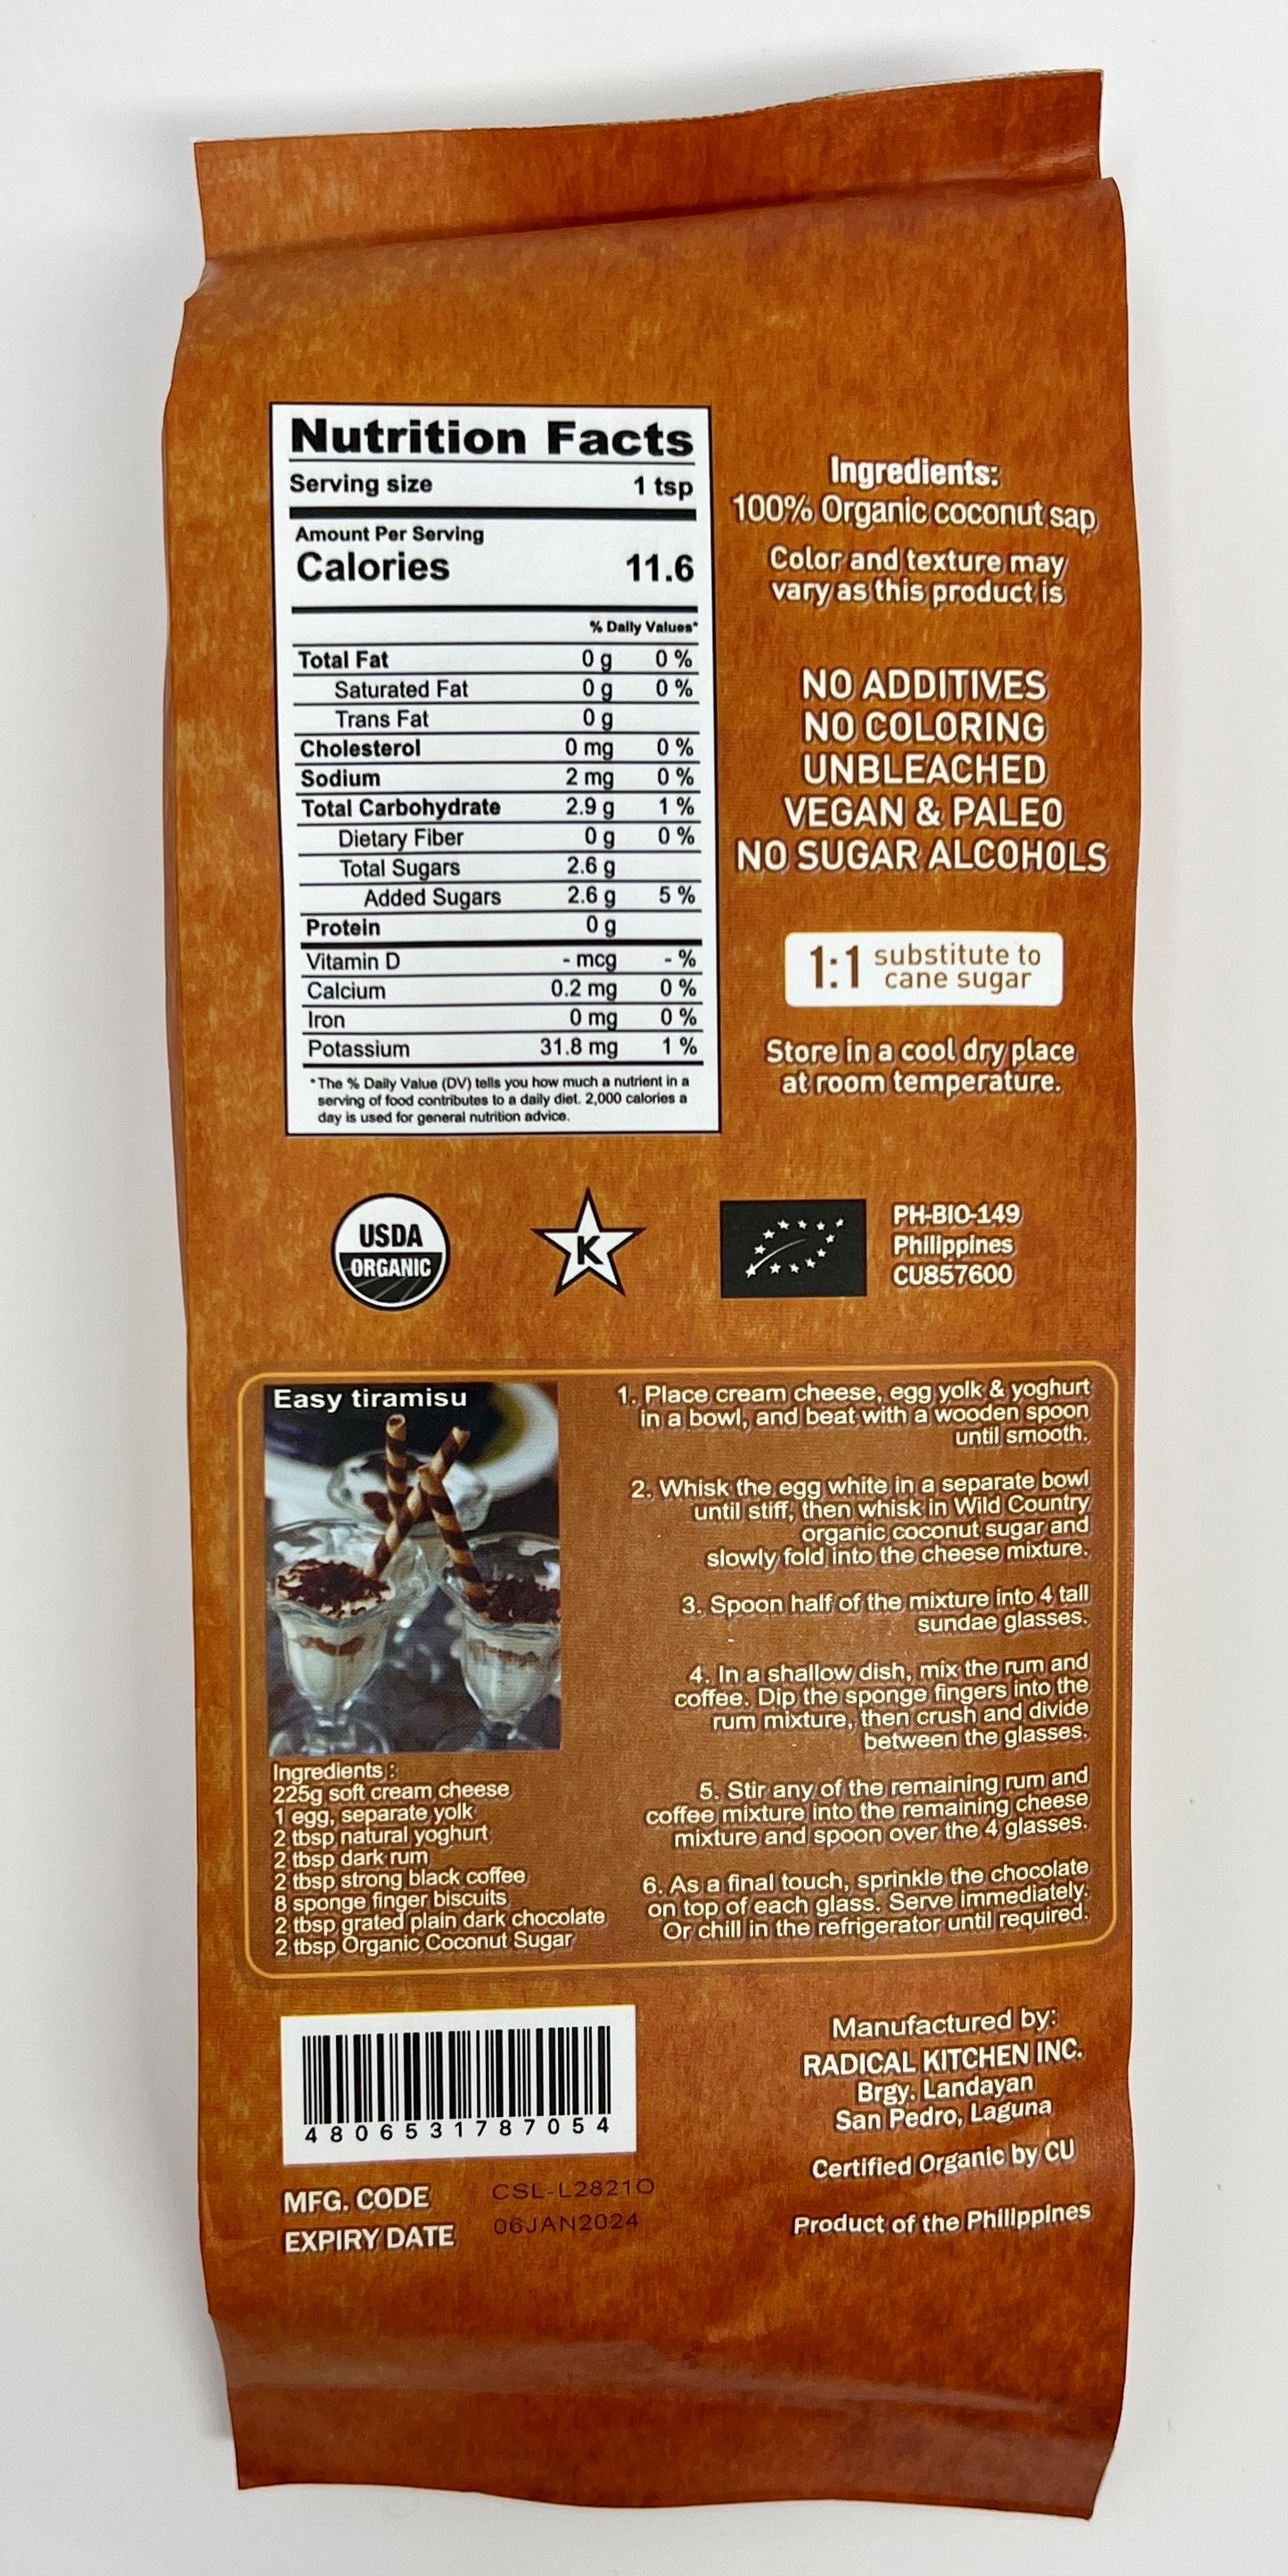 Nutrition Facts
Serving size 1 tsp
Amount Per Serving
Calories 11.6
% Daily Values*
Total Fat 0 g 0 %
Saturated Fat 0 g 0 %
Trans Fat 0 g
Cholesterol 0 mg 0 %
Sodium 2 mg 0 %
Total Carbohydrate 2.9 g 1 %
Dietary Fiber 0 g 0 %
Total Sugars 2.6 g
Added Sugars 2.6 g 5 %
Protein 0 g
Vitamin D - mcg - %
Calcium 0.2 mg 0 %
Iron 0 mg 0 %
Potassium 31.8 mg 1 %
*The % Daily Value (DV) tells you how much a nutrient in a
serving of food contributes to a daily diet. 2,000 calories a
day is used for general nutrition advice.
Ingredients:
100% Organic coconut sap
Color and texture may
vary as this product is
NO ADDITIVES
NO COLORING
UNBLEACHED
VEGAN & PALEO
NO SUGAR ALCOHOLS
1:1 substitute to
cane sugar
Store in a cool dry place
at room temperature.
USDA
ORGANIC
K
PH-BIO-149
Philippines
CU857600
Easy tiramisu
Ingredients :
225g soft cream cheese
1 egg, separate yolk
2 tbsp natural yoghurt
2 tbsp dark rum
2 tbsp strong black coffee
8 sponge finger biscuits
2 tbsp grated plain dark chocolate
2 tbsp Organic Coconut Sugar
1. Place cream cheese, egg yolk & yoghurt
in a bowl, and beat with a wooden spoon
until smooth.
2. Whisk the egg white in a separate bowl
until stiff, then whisk in Wild Country
organic coconut sugar and
slowly fold into the cheese mixture.
3. Spoon half of the mixture into 4 tall
sundae glasses.
4. In a shallow dish, mix the rum and
coffee. Dip the sponge fingers into the
rum mixture, then crush and divide
between the glasses.
5. Stir any of the remaining rum and
coffee mixture into the remaining cheese
mixture and spoon over the 4 glasses.
6. As a final touch, sprinkle the chocolate
on top of each glass. Serve immediately.
Or chill in the refrigerator until required.
4806531787054
MFG. CODE CSL-L2821O
EXPIRY DATE 06JAN2024
Manufactured by:
RADICAL KITCHEN INC.
Brgy. Landayan
San Pedro, Laguna
Certified Organic by CU
Product of the Philippines